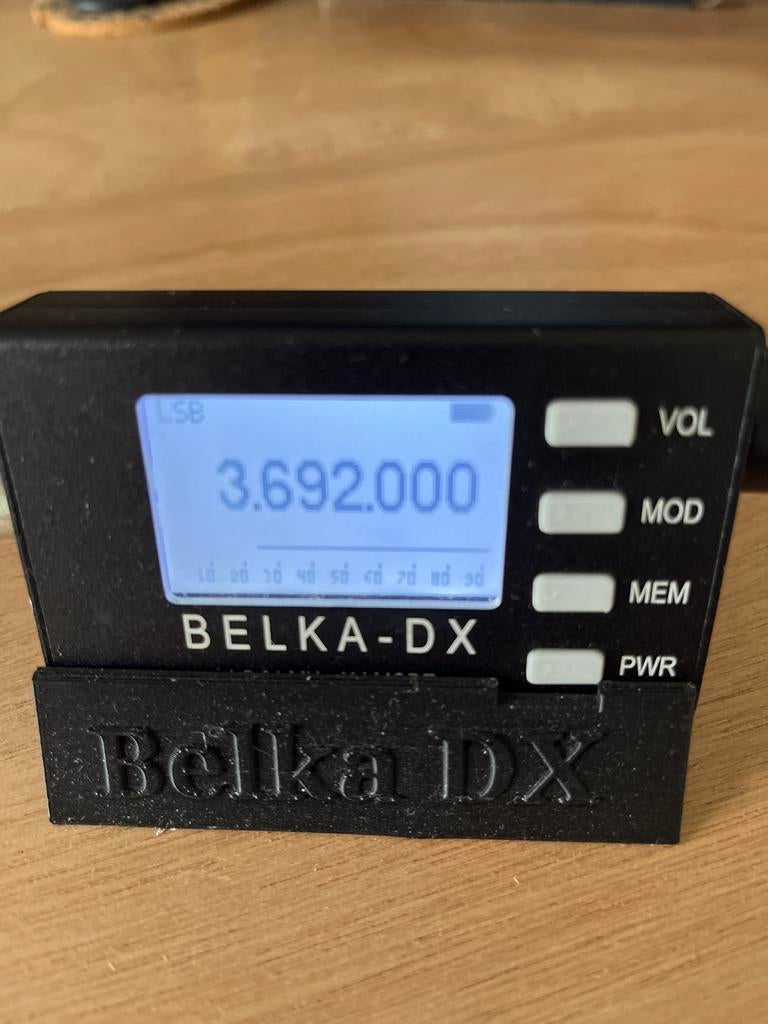 LSB
3.692.000
10 20 30 40 50 60 70 80 90
BELKA-DX
VOL
MOD
MEM
PWR
Belka DX